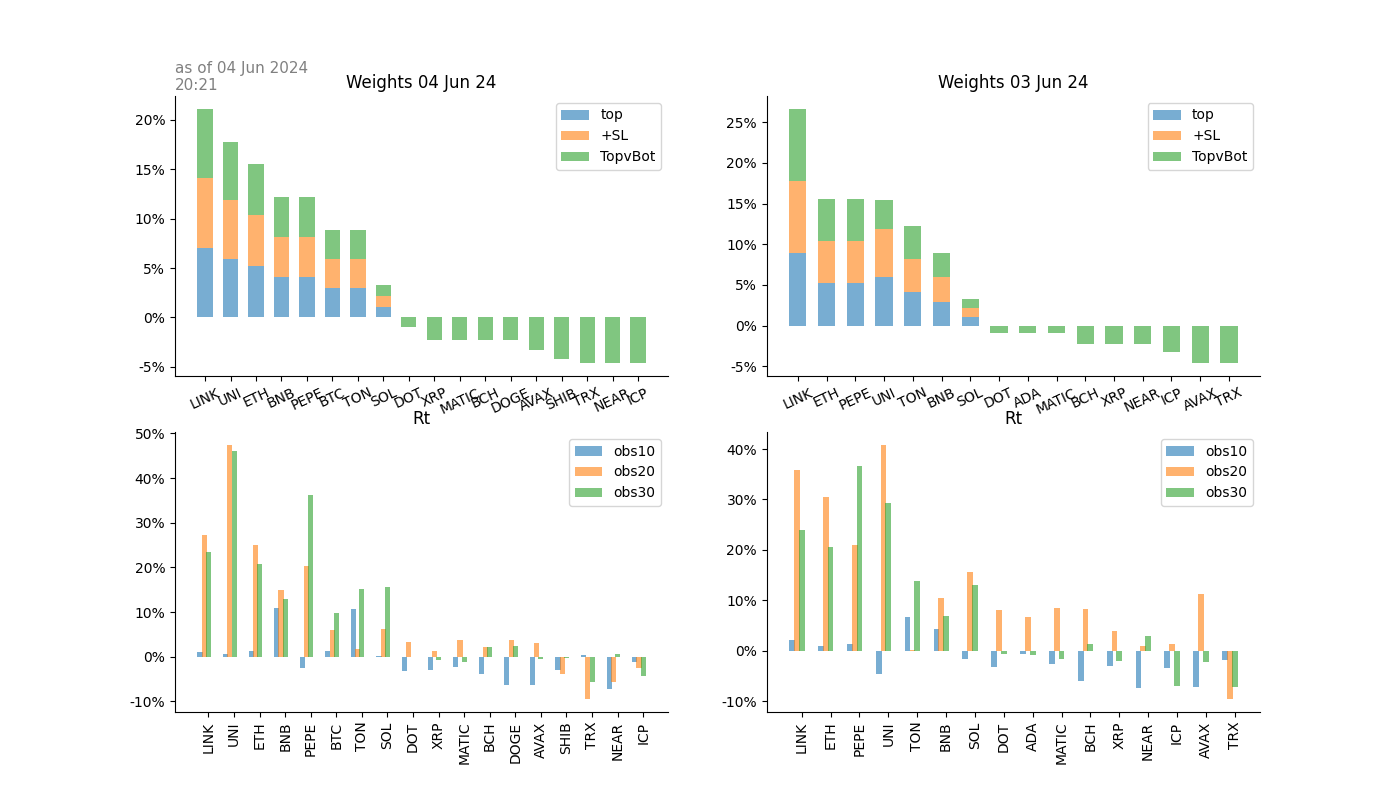 as of 04 Jun 2024
20:21
Weights 04 Jun 24
20%
15%
10%
5%
0%
-5%
top
+SL
TopvBot
LINK UNI ETH BNB PEPE BTC TON SOL DOT XRP MATIC BCH DOGE AVAX SHIB TRX NEAR ICP
Weights 03 Jun 24
25%
20%
15%
10%
5%
0%
-5%
top
+SL
TopvBot
LINK ETH PEPE UNI TON BNB SOL DOT ADA MATIC BCH XRP NEAR ICP AVAX TRX
Rt
50%
40%
30%
20%
10%
0%
-10%
obs10
obs20
obs30
LINK UNI ETH BNB PEPE BTC TON SOL DOT XRP MATIC BCH DOGE AVAX SHIB TRX NEAR ICP
Rt
40%
30%
20%
10%
0%
-10%
obs10
obs20
obs30
LINK ETH PEPE UNI TON BNB SOL DOT ADA MATIC BCH XRP NEAR ICP AVAX TRX